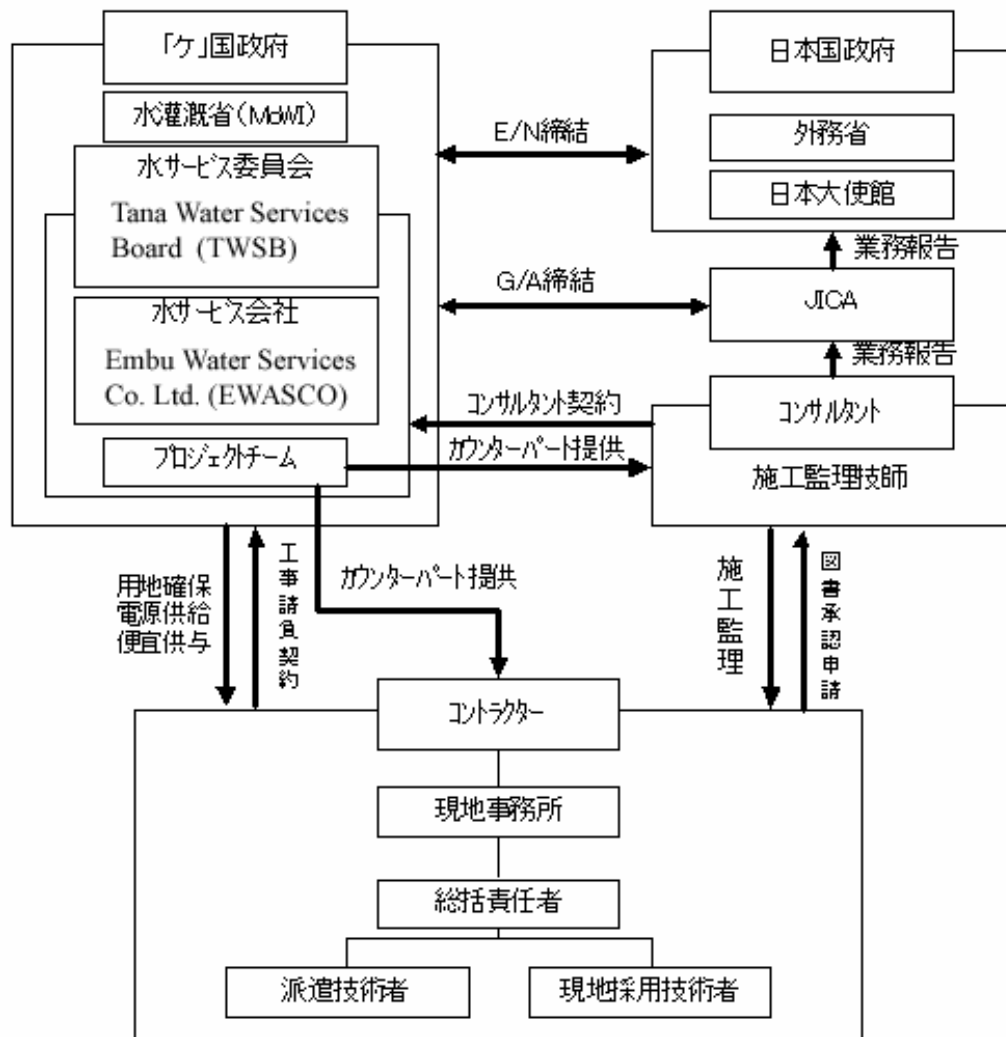 「ケ」国政府
水灌漑省(MoWI)
水サービス委員会
Tana Water Services
Board (TWSB)
水サービス会社
Embu Water Services
Co. Ltd. (EWASCO)
プロジェクトチーム
E/N締結
G/A締結
コンサルタント契約
カウンターパート提供
日本国政府
外務省
日本大使館
業務報告
JICA
業務報告
コンサルタント
施工監理技師
用地確保
電源供給
便宜供与
工事請負契約
カウンターパート提供
施工監理
図書承認申請
コントラクター
現地事務所
総括責任者
派遣技術者
現地採用技術者